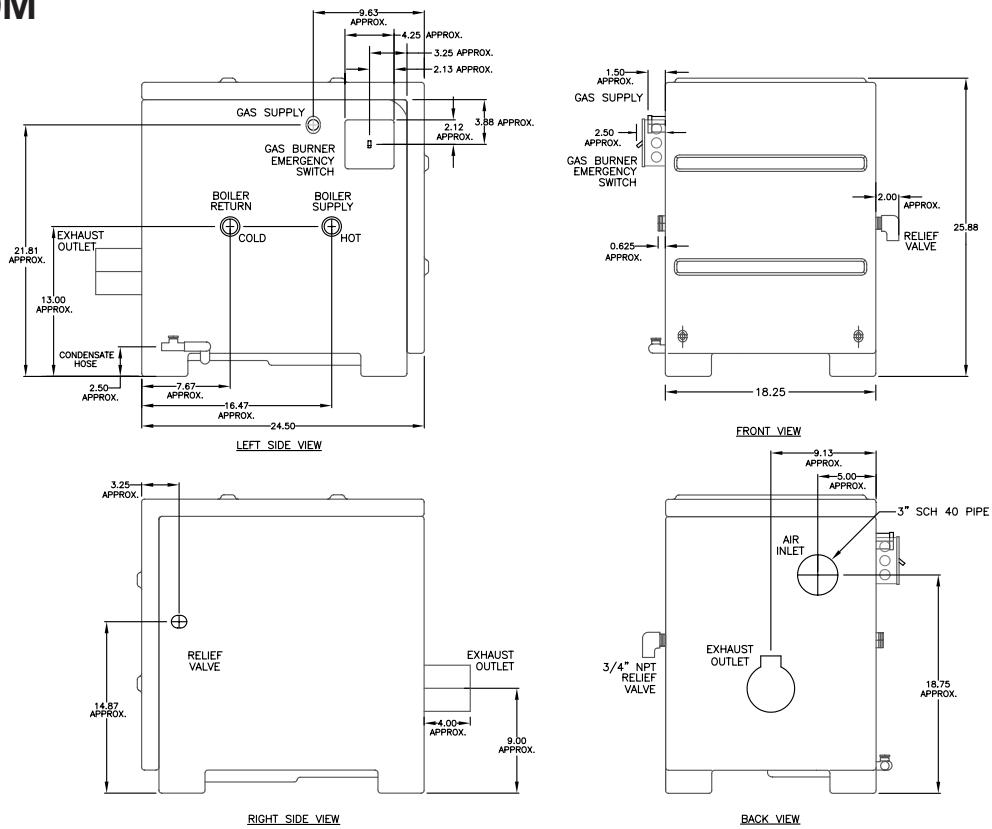 9.63
APPROX.
4.25 APPROX.
3.25 APPROX.
2.13 APPROX.
GAS SUPPLY
3.88 APPROX.
2.12
APPROX.
GAS BURNER
EMERGENCY
SWITCH
BOILER
RETURN
BOILER
SUPPLY
COLD
HOT
EXHAUST
OUTLET
21.81
APPROX.
13.00
APPROX.
CONDENSATE
HOSE
2.50
APPROX.
7.67
APPROX.
16.47
APPROX.
24.50
LEFT SIDE VIEW
1.50
APPROX.
GAS SUPPLY
2.50
APPROX.
GAS BURNER
EMERGENCY
SWITCH
2.00
APPROX.
RELIEF
VALVE
25.88
0.625
APPROX.
18.25
FRONT VIEW
3.25
APPROX.
RELIEF
VALVE
EXHAUST
OUTLET
14.87
APPROX.
4.00
APPROX.
9.00
APPROX.
RIGHT SIDE VIEW
9.13
APPROX.
5.00
APPROX.
3" SCH 40 PIPE
AIR
INLET
EXHAUST
OUTLET
3/4" NPT
RELIEF
VALVE
18.75
APPROX.
BACK VIEW